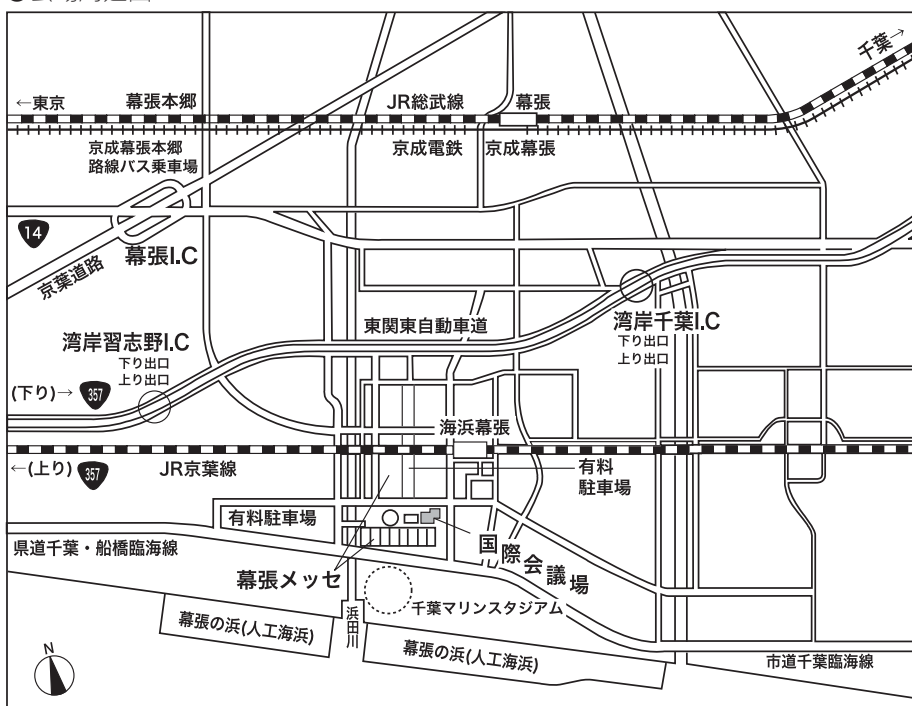 千葉→
←東京
幕張本郷
JR総武線
幕張
京成幕張本郷
路線バス乗車場
京成電鉄
京成幕張
14
幕張I.C
京葉道路
東関東自動車道
湾岸千葉I.C
下り出口
上り出口
湾岸習志野I.C
下り出口
上り出口
(下り)→
357
海浜幕張
←(上り)
357
JR京葉線
有料
駐車場
有料駐車場
県道千葉・船橋臨海線
国際会議場
幕張メッセ
千葉マリンスタジアム
幕張の浜(人工海浜)
浜田川
幕張の浜(人工海浜)
市道千葉臨海線
N